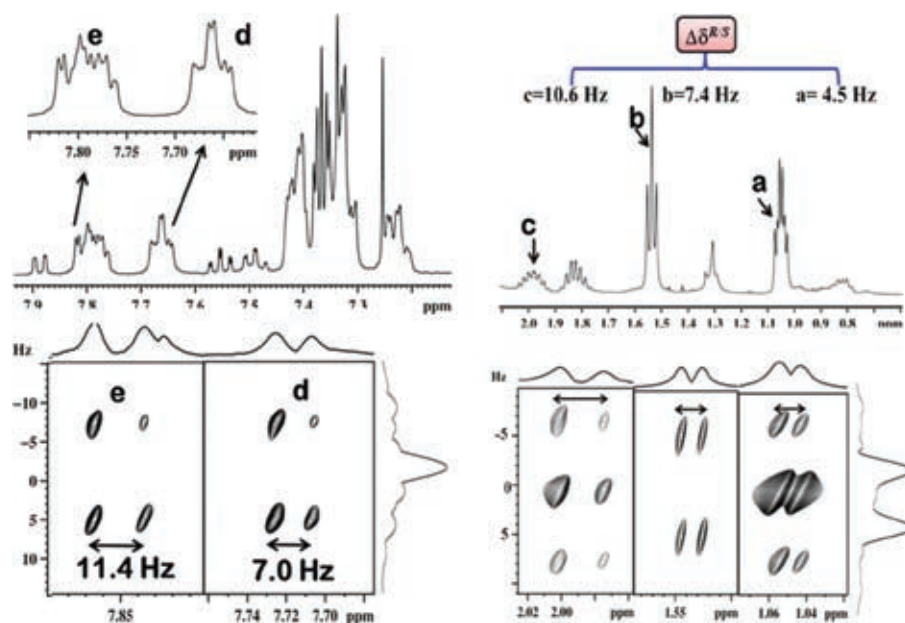 e
d
7.80
7.75
7.70
ppm
7.9
7.8
7.7
7.6
7.5
7.4
7.3
ppm
Hz
e
d
-10
-5
0
5
10
11.4 Hz
7.0 Hz
7.85
7.74
7.72
7.70
ppm
Δδ^{R/S}
c=10.6 Hz
b=7.4 Hz
a= 4.5 Hz
b
a
c
2.0
1.9
1.8
1.7
1.6
1.5
1.4
1.3
1.2
1.1
1.0
0.9
0.8
Hz
-5
0
5
2.02
2.00
ppm
1.55
ppm
1.06
1.04
ppm